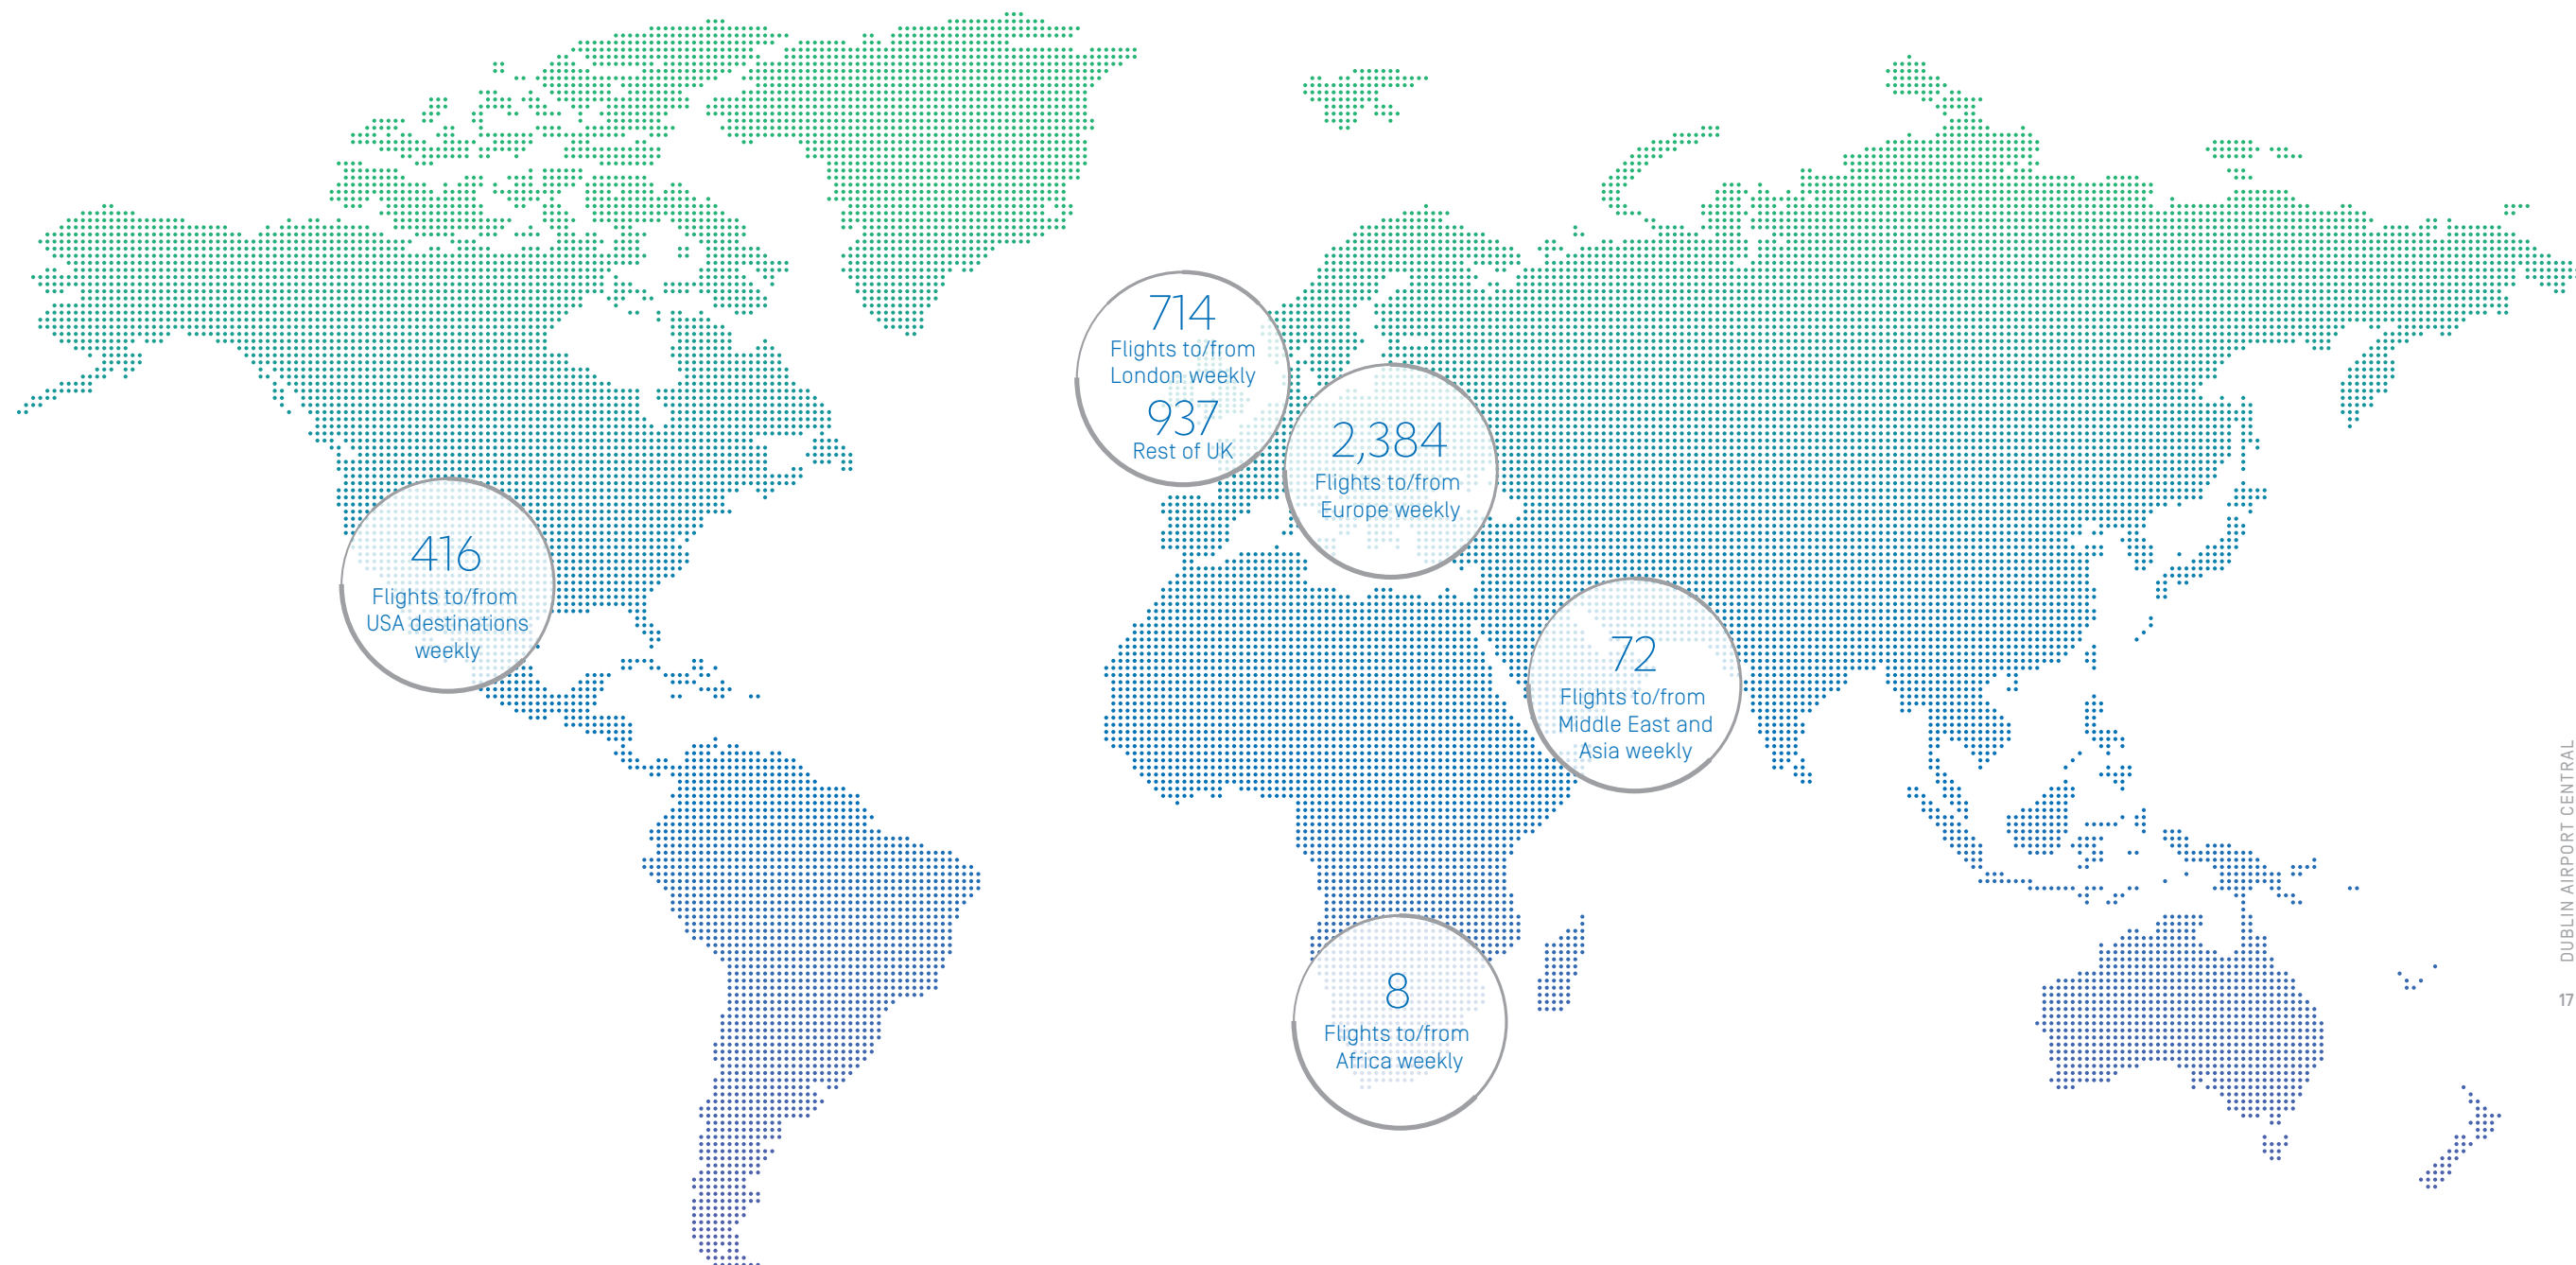 714
Flights to/from
London weekly
937
Rest of UK
2,384
Flights to/from
Europe weekly
416
Flights to/from
USA destinations
weekly
72
Flights to/from
Middle East and
Asia weekly
8
Flights to/from
Africa weekly
DUBLIN AIRPORT CENTRAL
17